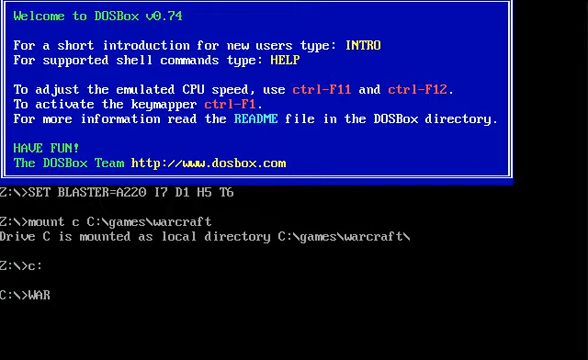 Welcome to DOSBox v0.74
For a short introduction for new users type: INTRO
For supported shell commands type: HELP
To adjust the emulated CPU speed, use ctrl-F11 and ctrl-F12.
To activate the keymapper ctrl-F1.
For more information read the README file in the DOSBox directory.
HAVE FUN!
The DOSBox Team http://www.dosbox.com
Z:\>SET BLASTER=A220 I7 D1 H5 T6
Z:\>mount c C:\games\warcraft
Drive C is mounted as local directory C:\games\warcraft\
Z:\>c:
C:\>WAR